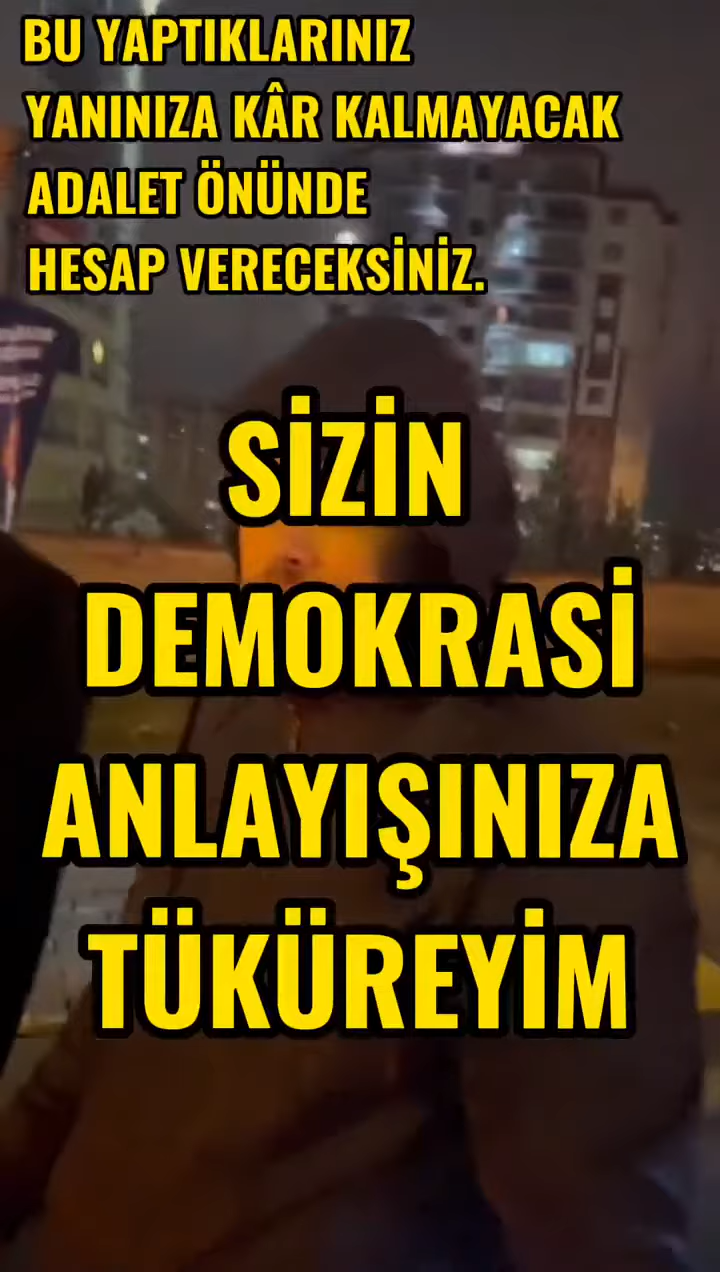 BU YAPTIKLARINIZ
YANINIZA KÂR KALMAYACAK
ADALET ÖNÜNDE
HESAP VERECEKSİNİZ.
SİZİN
DEMOKRASİ
ANLAYIŞINIZA
TÜKÜREYİM